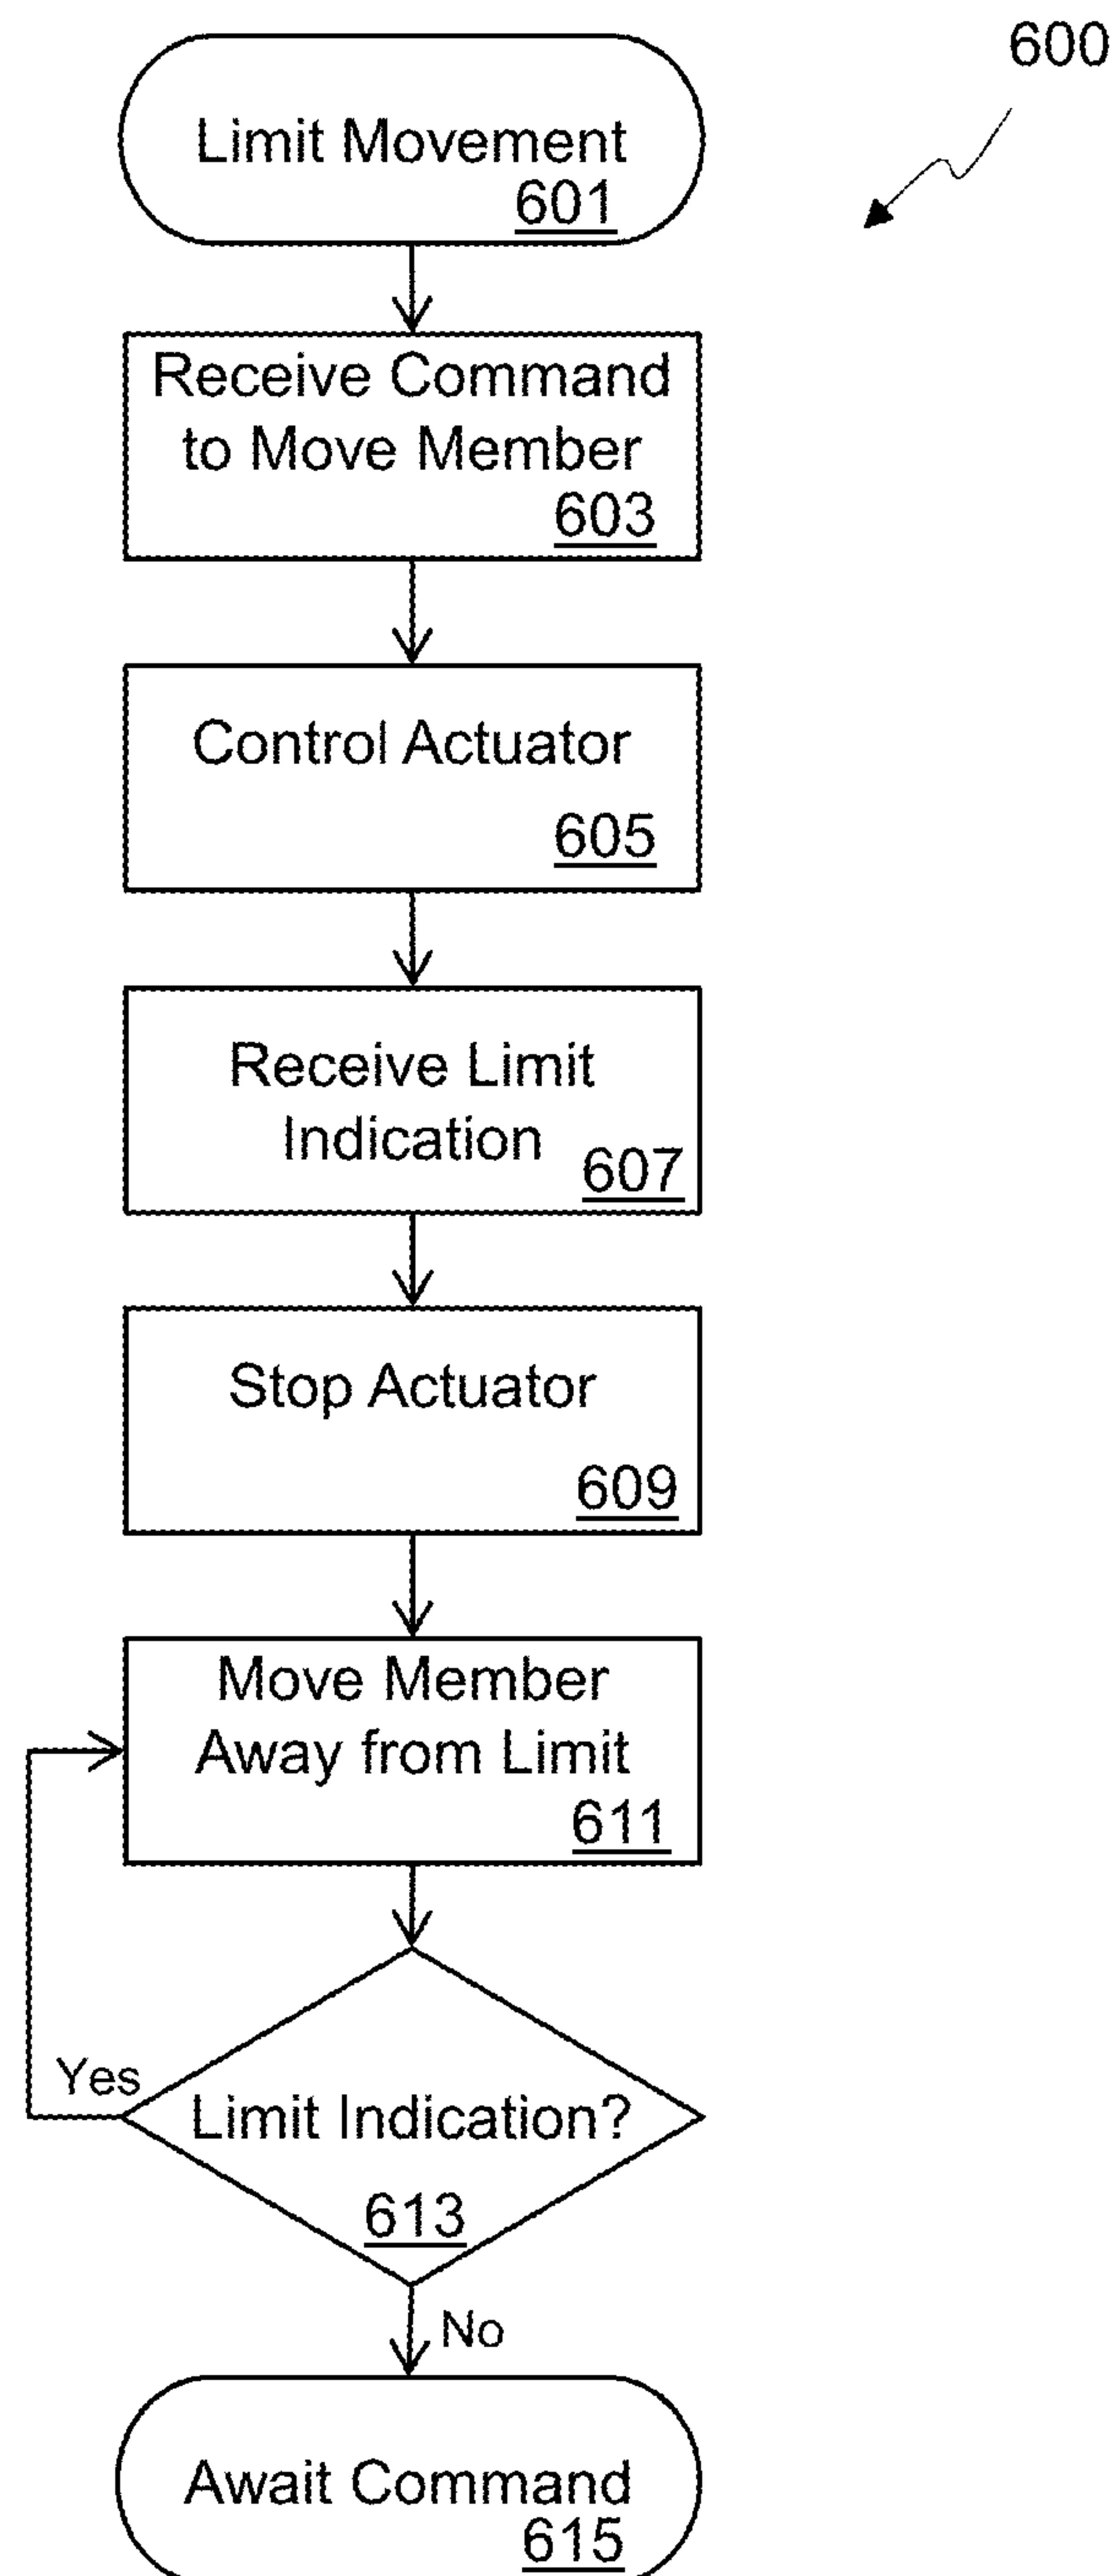 600
Limit Movement
601
Receive Command
to Move Member
603
Control Actuator
605
Receive Limit
Indication
607
Stop Actuator
609
Move Member
Away from Limit
611
Yes
Limit Indication?
613
No
Await Command
615